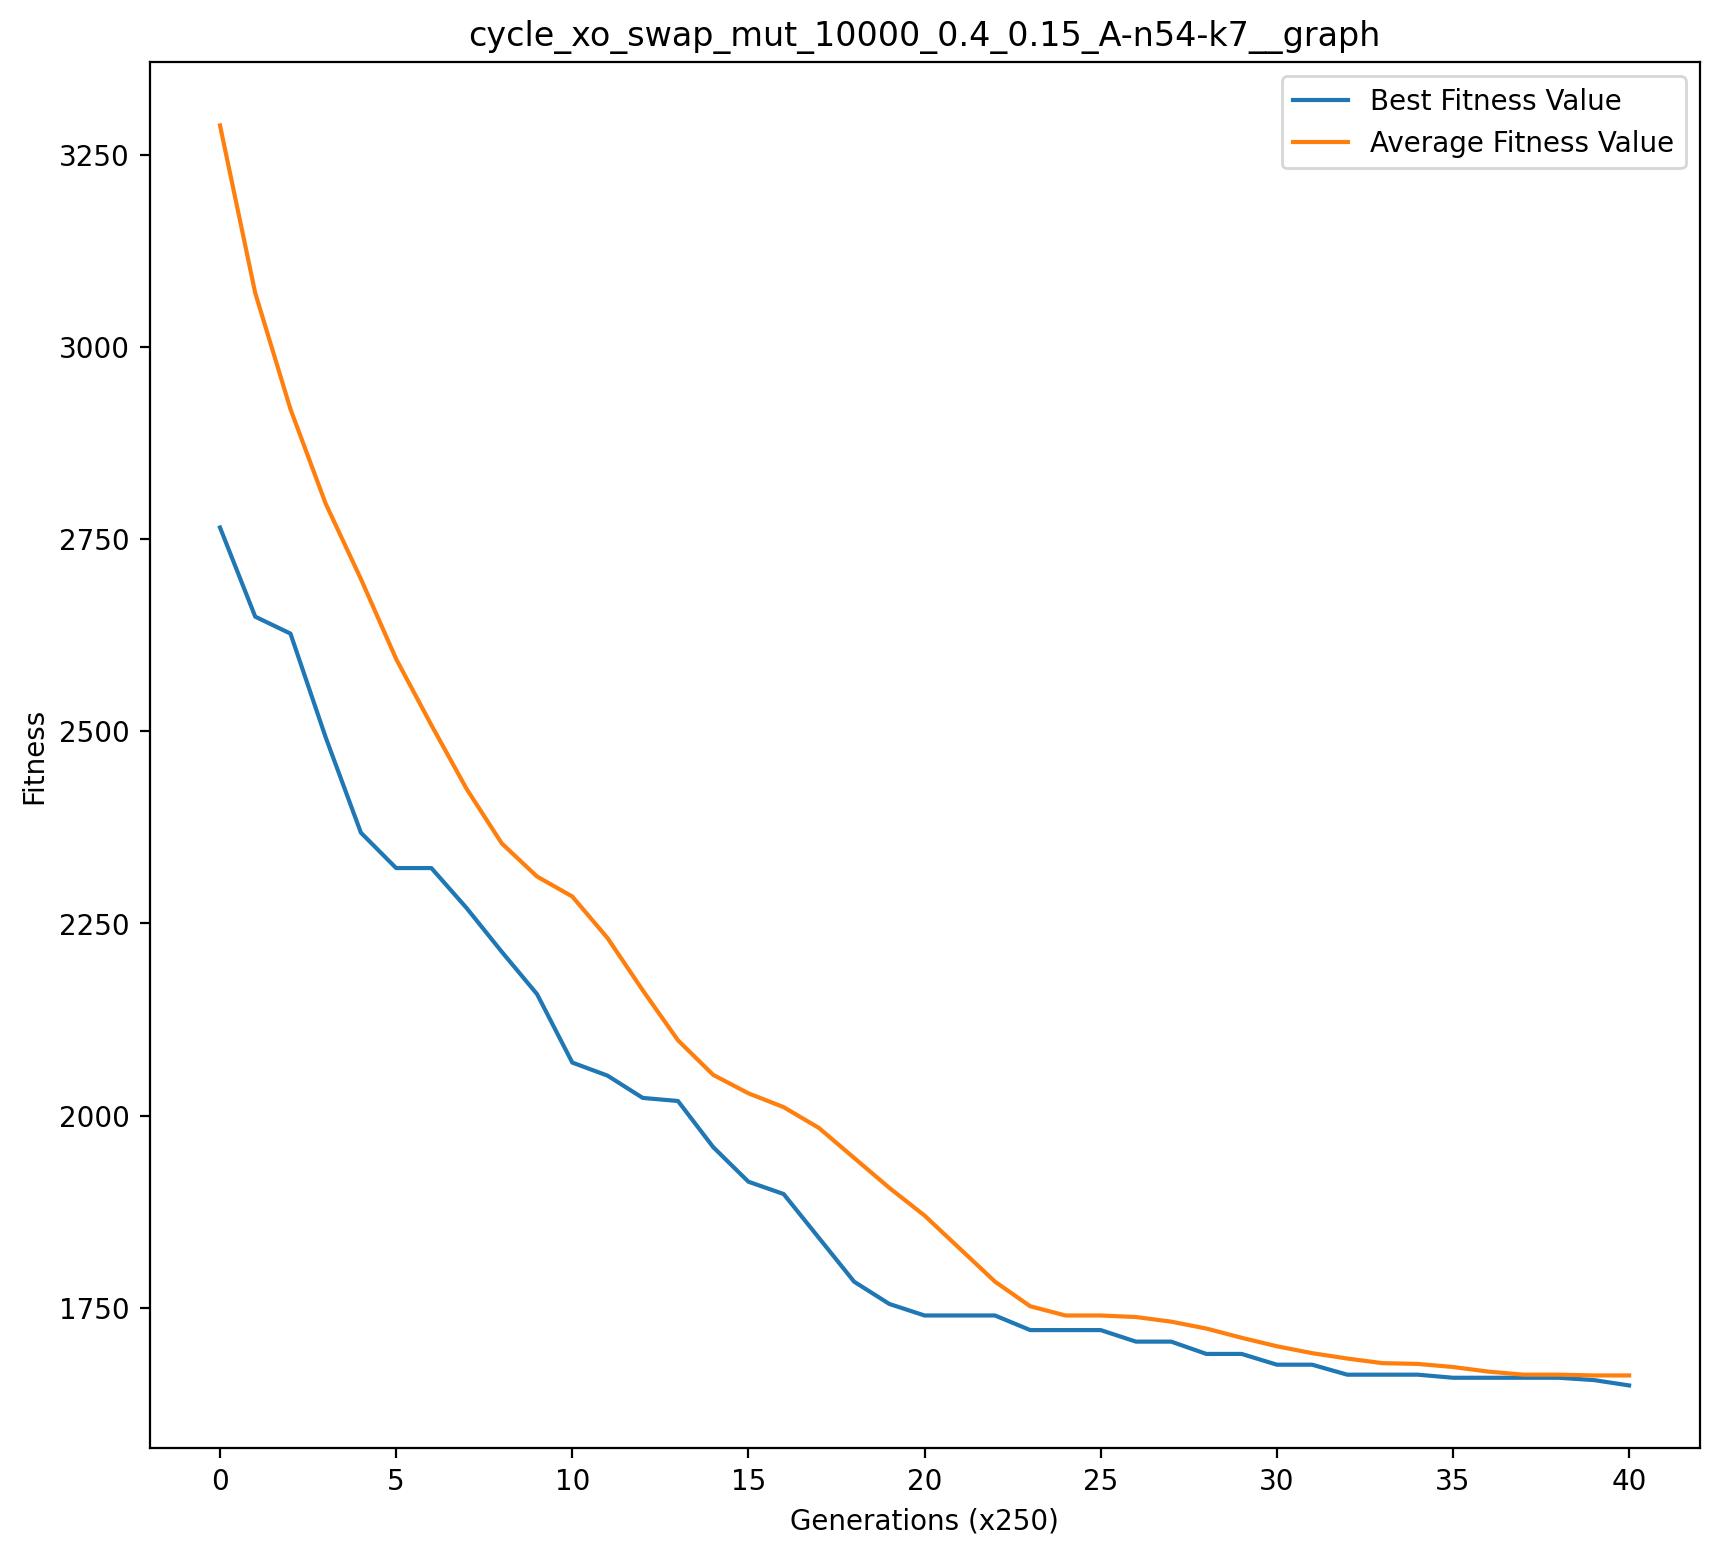 cycle_xo_swap_mut_10000_0.4_0.15_A-n54-k7__graph
Best Fitness Value
Average Fitness Value
Fitness
3250
3000
2750
2500
2250
2000
1750
0 5 10 15 20 25 30 35 40
Generations (x250)